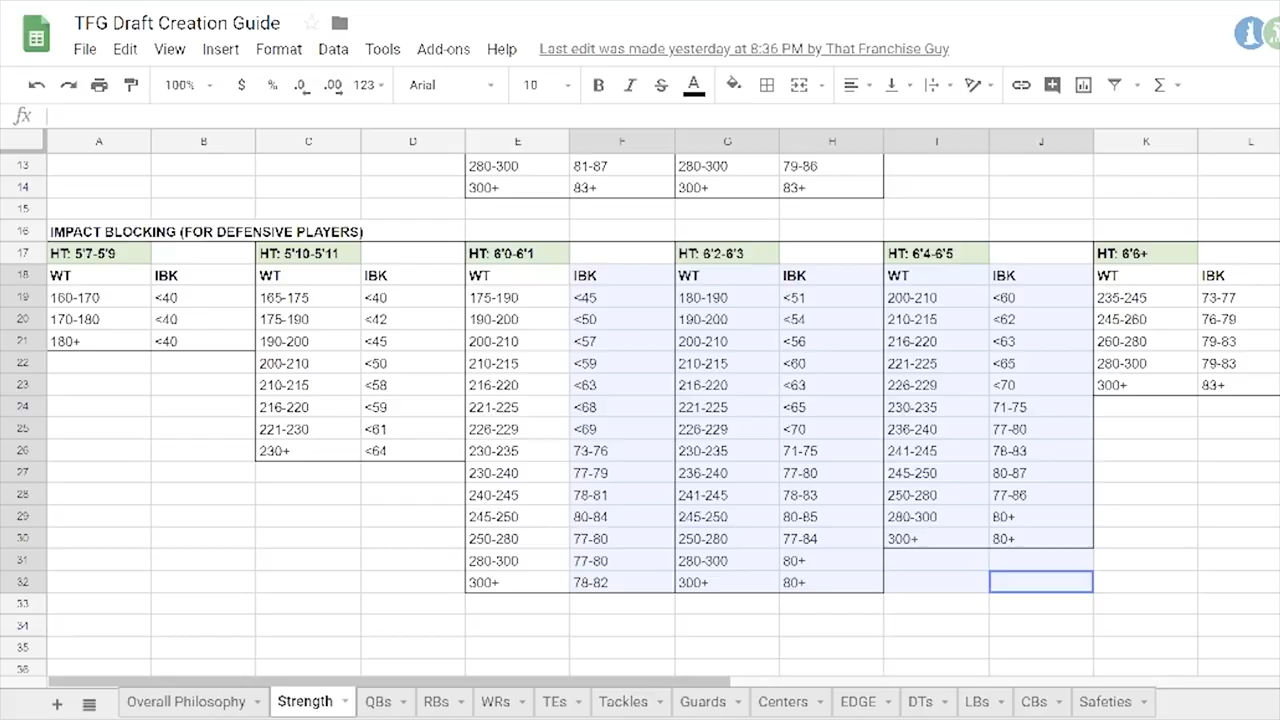 TFG Draft Creation Guide
File Edit View Insert Format Data Tools Add-ons Help Last edit was made yesterday at 8:36 PM by That Franchise Guy
100% $ % .0 .00 123 Arial 10 B I S A Σ
fx
A B C D E F G H I J K L
13 280-300 81-87 280-300 79-86
14 300+ 83+ 300+ 83+
15
16 IMPACT BLOCKING (FOR DEFENSIVE PLAYERS)
17 HT: 5'7-5'9 HT: 5'10-5'11 HT: 6'0-6'1 HT: 6'2-6'3 HT: 6'4-6'5 HT: 6'6+
18 WT IBK WT IBK WT IBK WT IBK WT IBK WT IBK
19 160-170 <40 165-175 <40 175-190 <45 180-190 <51 200-210 <60 235-245 73-77
20 170-180 <40 175-190 <42 190-200 <50 190-200 <54 210-215 <62 245-260 76-79
21 180+ <40 190-200 <45 200-210 <57 200-210 <56 216-220 <63 260-280 79-83
22 200-210 <50 210-215 <59 210-215 <60 221-225 <65 280-300 79-83
23 210-215 <58 216-220 <63 216-220 <63 226-229 <70 300+ 83+
24 216-220 <59 221-225 <68 221-225 <65 230-235 71-75
25 221-230 <61 226-229 <69 226-229 <70 236-240 77-80
26 230+ <64 230-235 73-76 230-235 71-75 241-245 78-83
27 230-240 77-79 236-240 77-80 245-250 80-87
28 240-245 78-81 241-245 78-83 250-280 77-86
29 245-250 80-84 245-250 80-85 280-300 80+
30 250-280 77-80 250-280 77-84 300+ 80+
31 280-300 77-80 280-300 80+
32 300+ 78-82 300+ 80+
33
34
35
36
+ Overall Philosophy Strength QBs RBs WRs TEs Tackles Guards Centers EDGE DTs LBs CBs Safeties